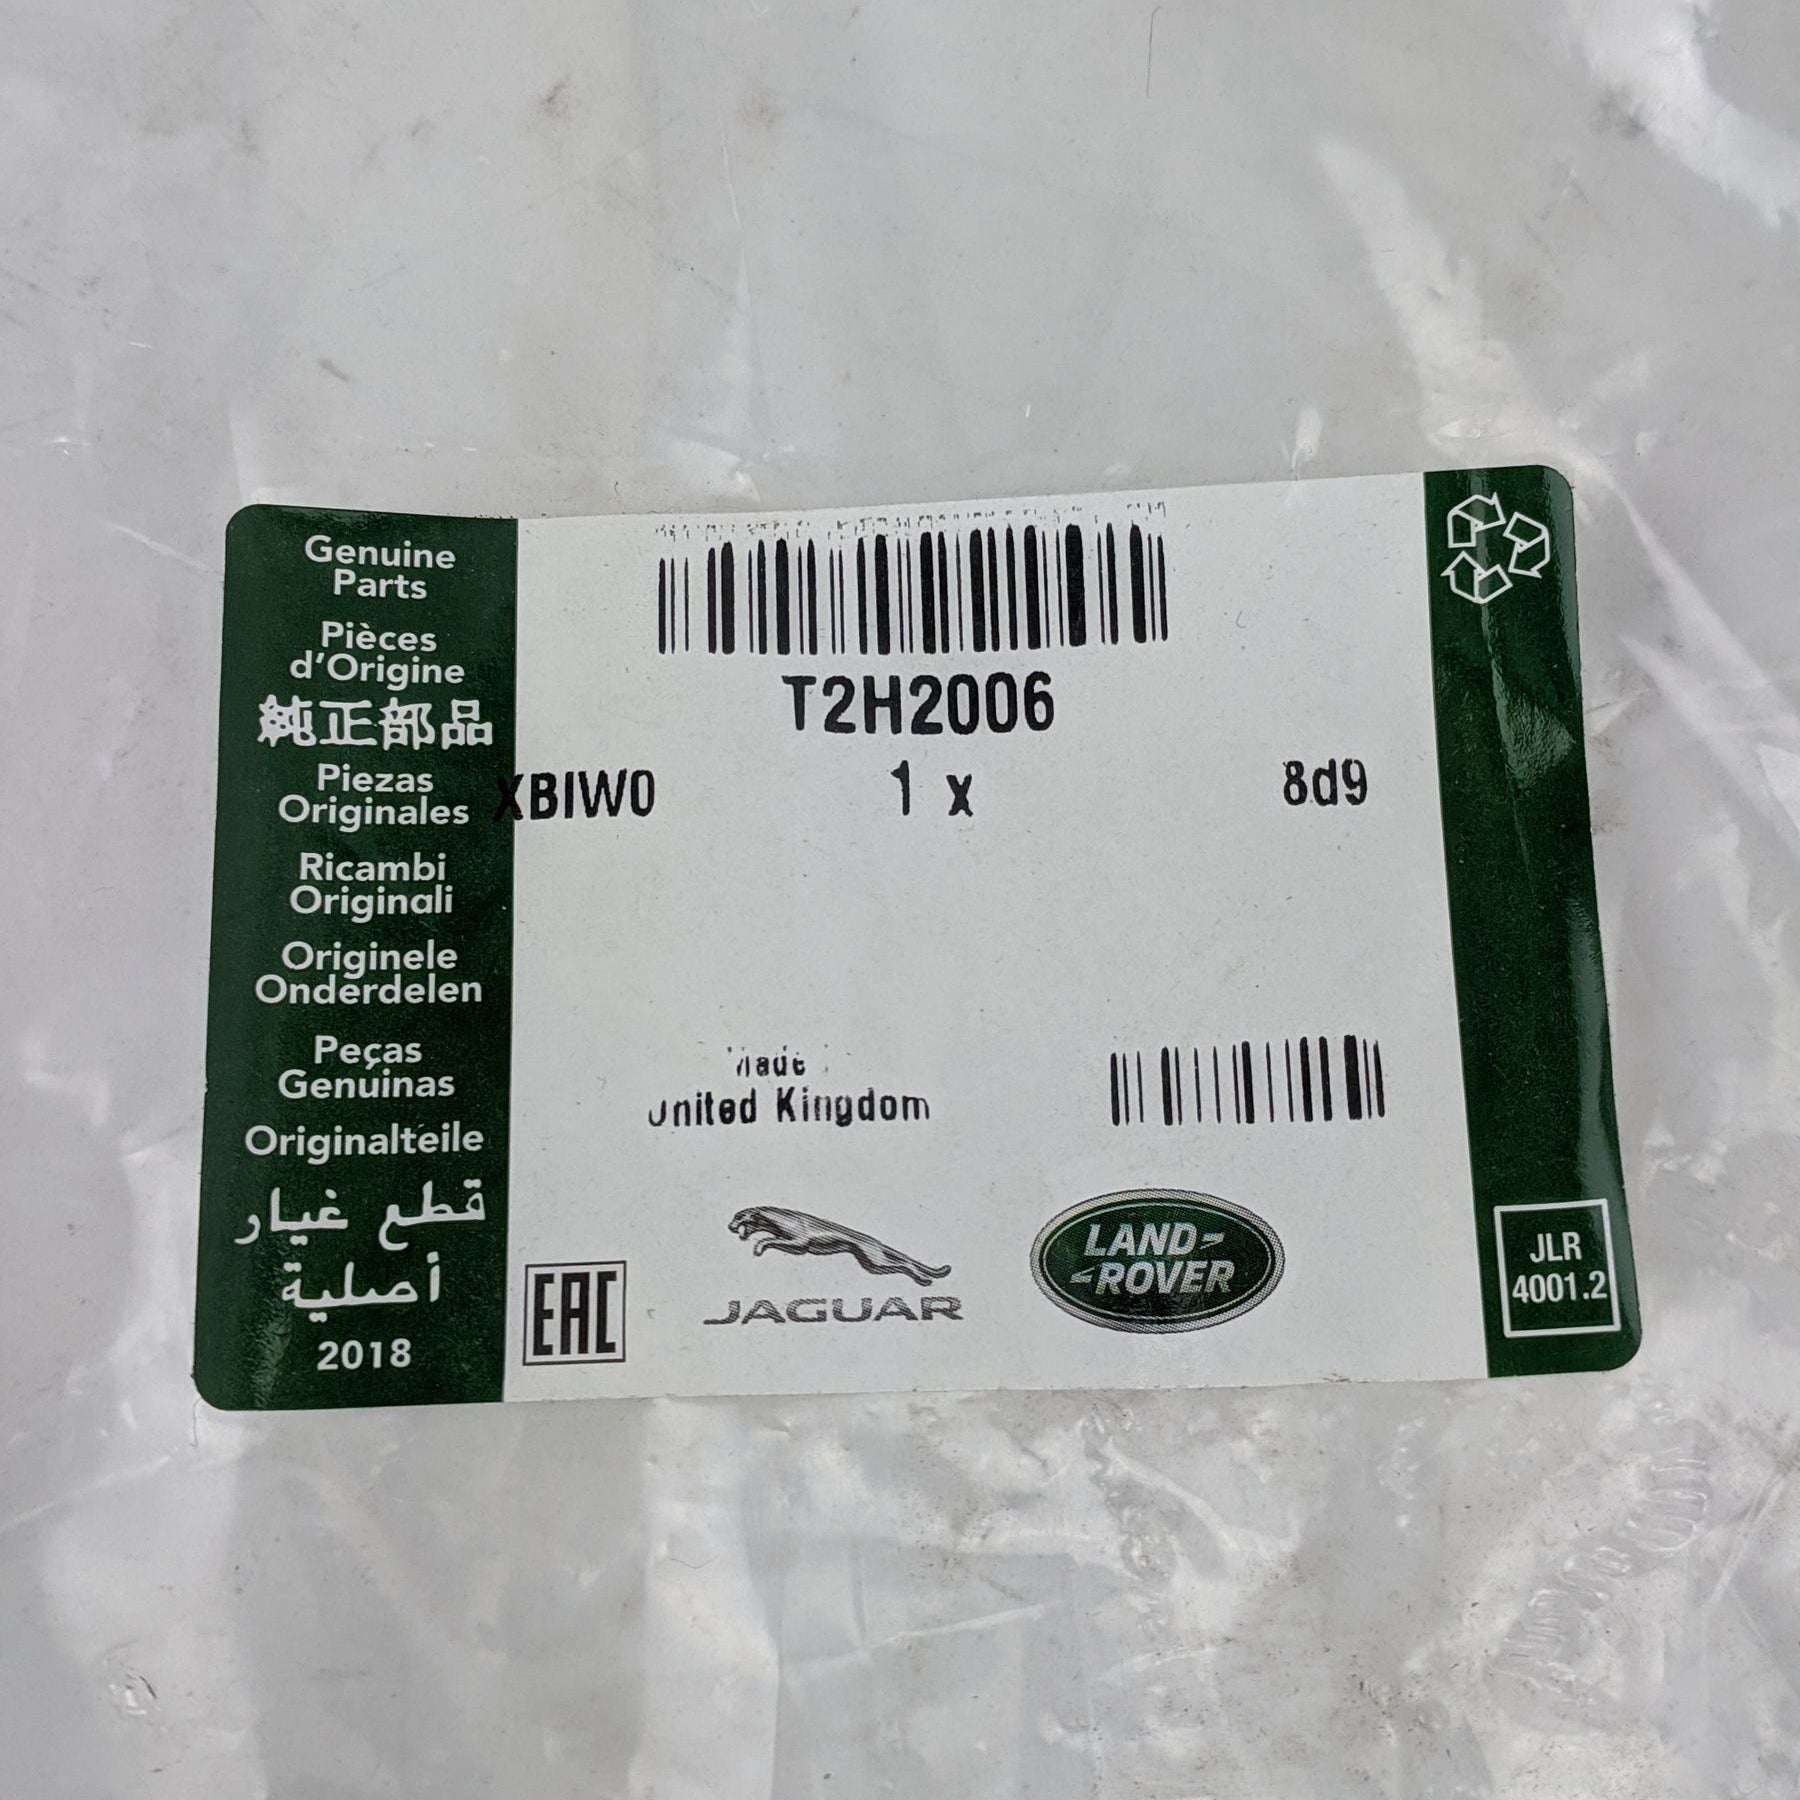 Genuine
Parts
Pièces
d'Origine
純正部品
Piezas
Originales
Ricambi
Originali
Originele
Onderdelen
Peças
Genuinas
Originalteile
قطع غيار
أصلية
2018
T2H2006
XBIW0 1 x 8d9
Made
United Kingdom
EAC
JAGUAR
LAND-
-ROVER
JLR
4001.2